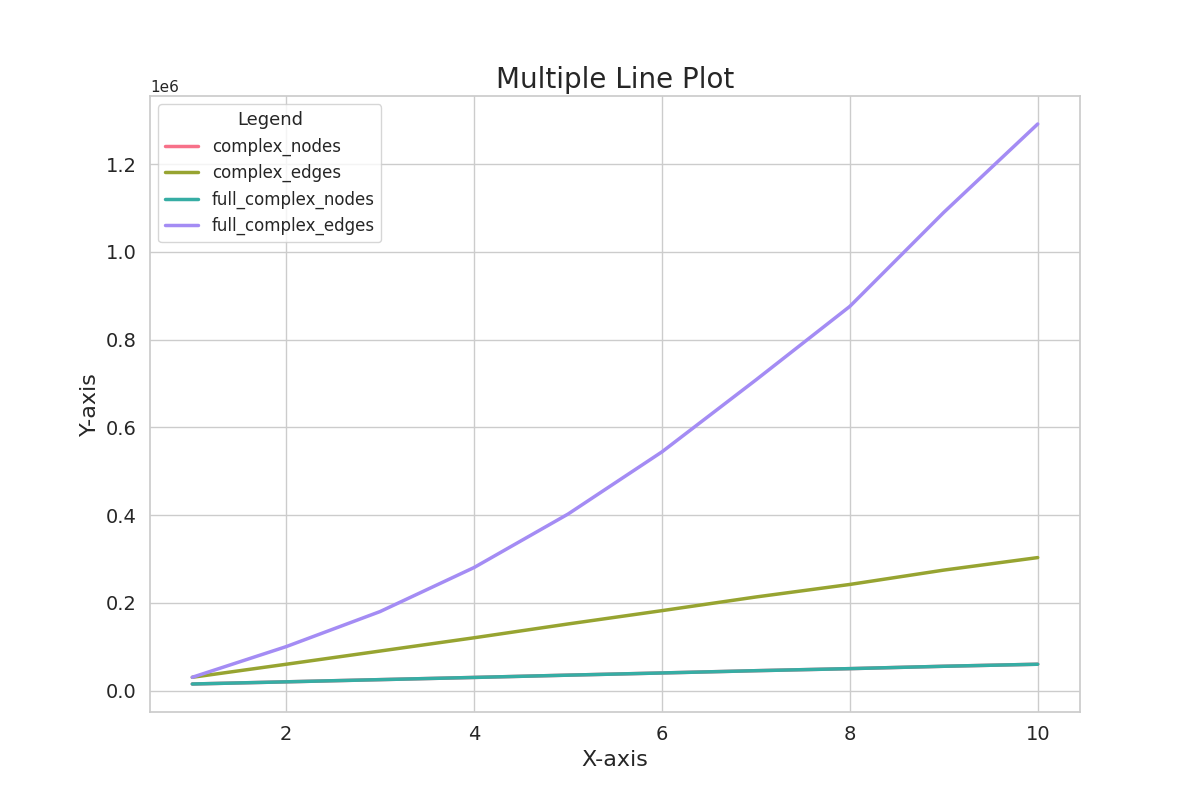 Multiple Line Plot
1e6
Legend
complex_nodes
complex_edges
full_complex_nodes
full_complex_edges
1.2
1.0
0.8
0.6
0.4
0.2
0.0
Y-axis
2 4 6 8 10
X-axis